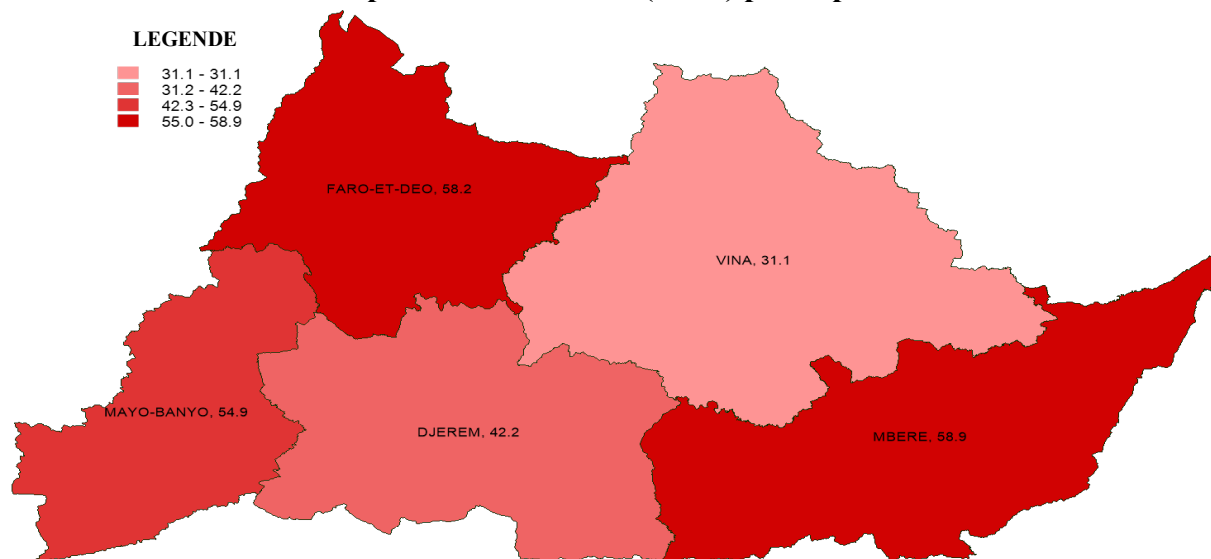 LEGENDE
31.1 - 31.1
31.2 - 42.2
42.3 - 54.9
55.0 - 58.9
FARO-ET-DEO, 58.2
VINA, 31.1
MAYO-BANYO, 54.9
DJEREM, 42.2
MBERE, 58.9